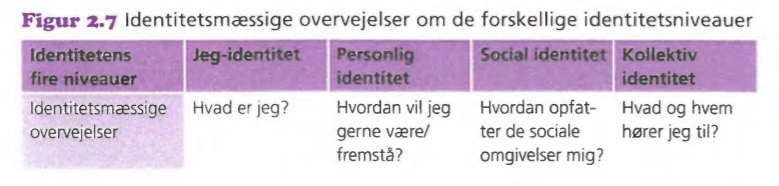 Figur 2.7 Identitetsmæssige overvejelser om de forskellige identitetsniveauer
Identitetens fire niveauer
Jeg-identitet
Personlig identitet
Social identitet
Kollektiv identitet
Identitetsmæssige overvejelser
Hvad er jeg?
Hvordan vil jeg gerne være/ fremstå?
Hvordan opfat- ter de sociale omgivelser mig?
Hvad og hvem hører jeg til?